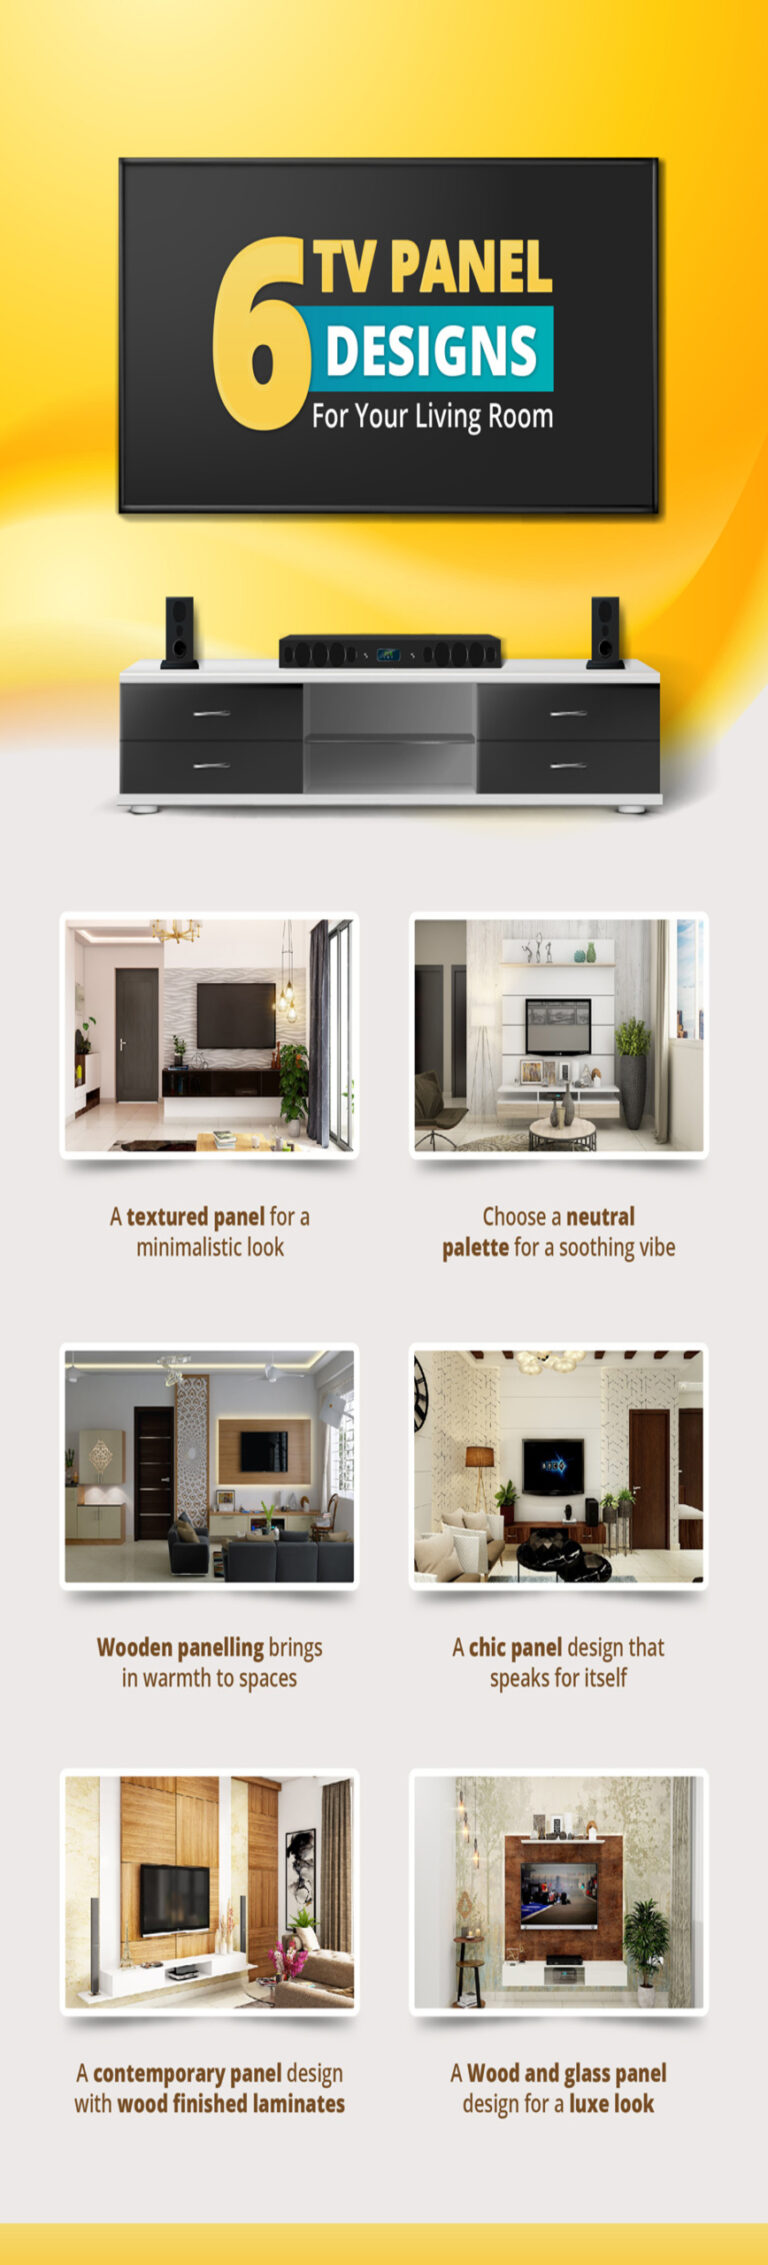 6 TV PANEL
DESIGNS
For Your Living Room
A textured panel for a
minimalistic look
Choose a neutral
palette for a soothing vibe
Wooden panelling brings
in warmth to spaces
A chic panel design that
speaks for itself
A contemporary panel design
with wood finished laminates
A Wood and glass panel
design for a luxe look